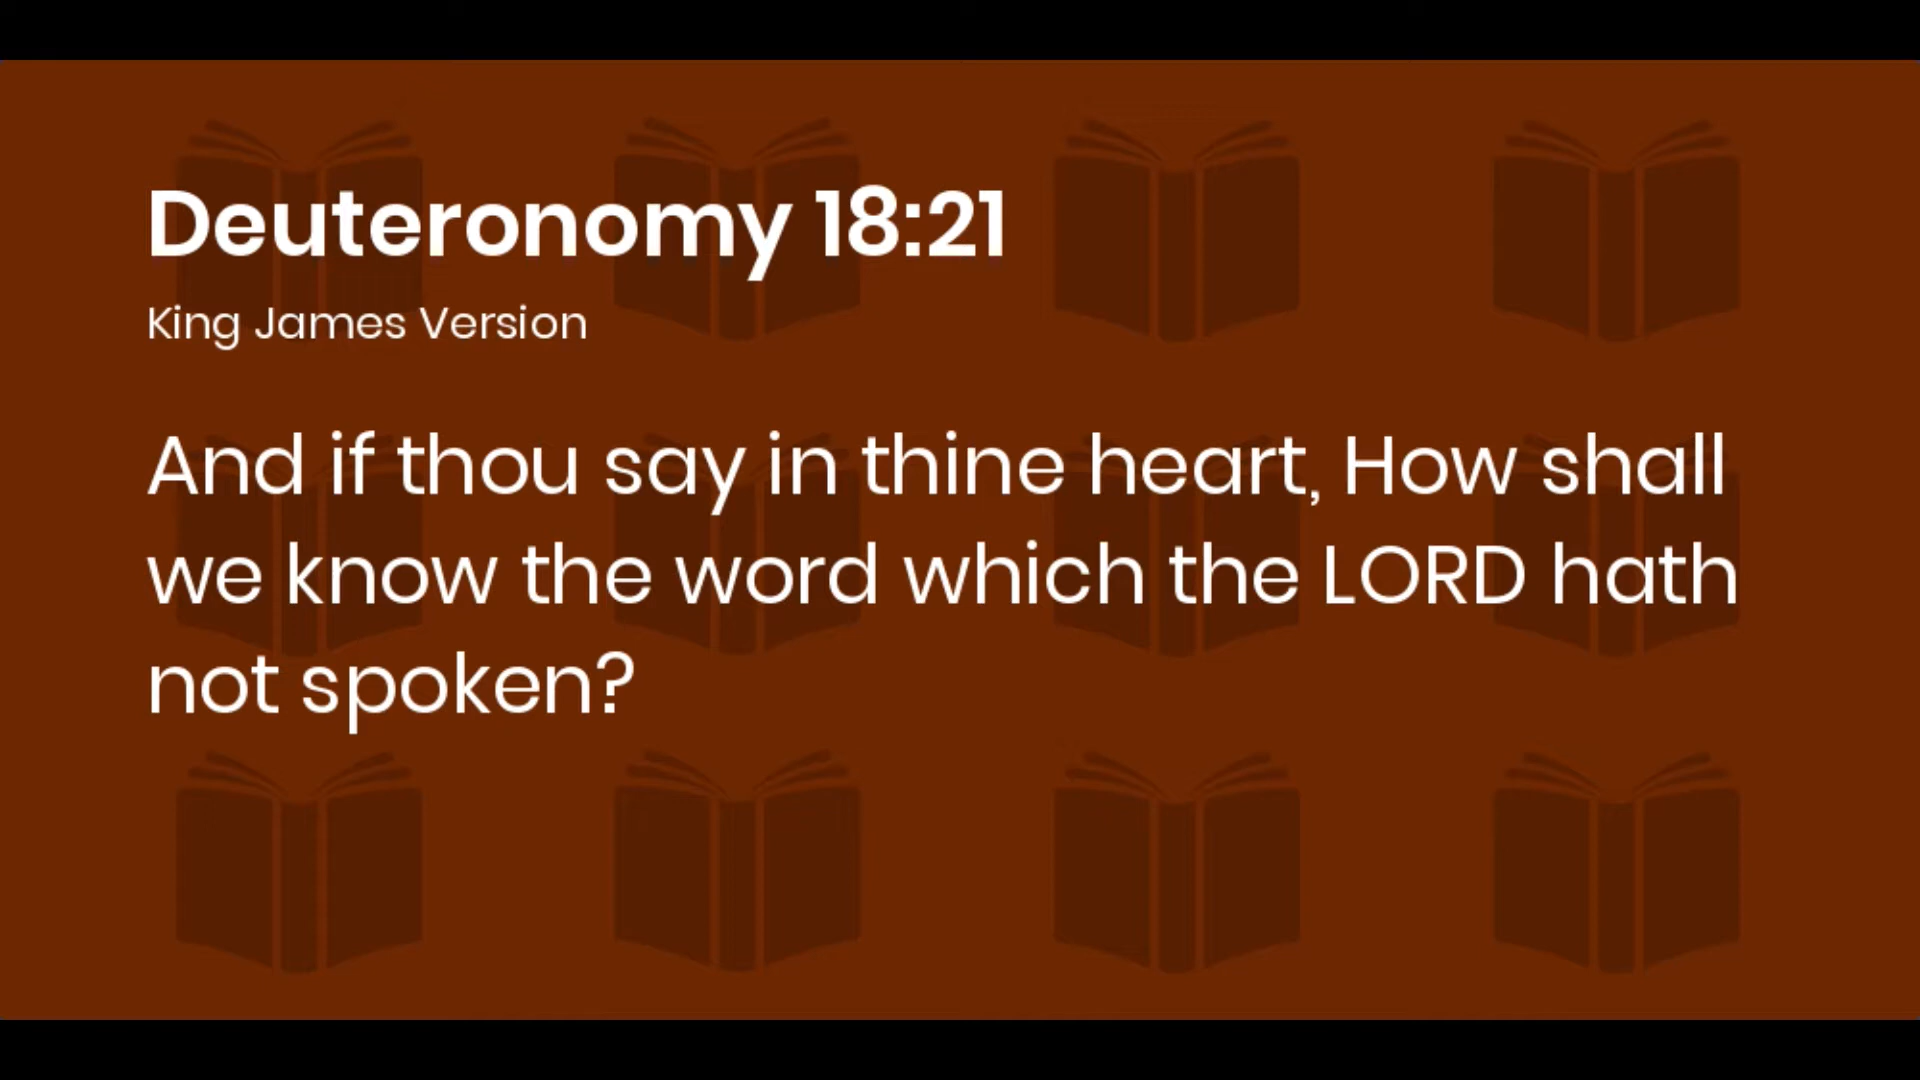 Deuteronomy 18:21
King James Version
And if thou say in thine heart, How shall
we know the word which the LORD hath
not spoken?